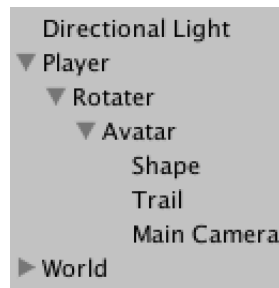 Directional Light
Player
Rotater
Avatar
Shape
Trail
Main Camera
World